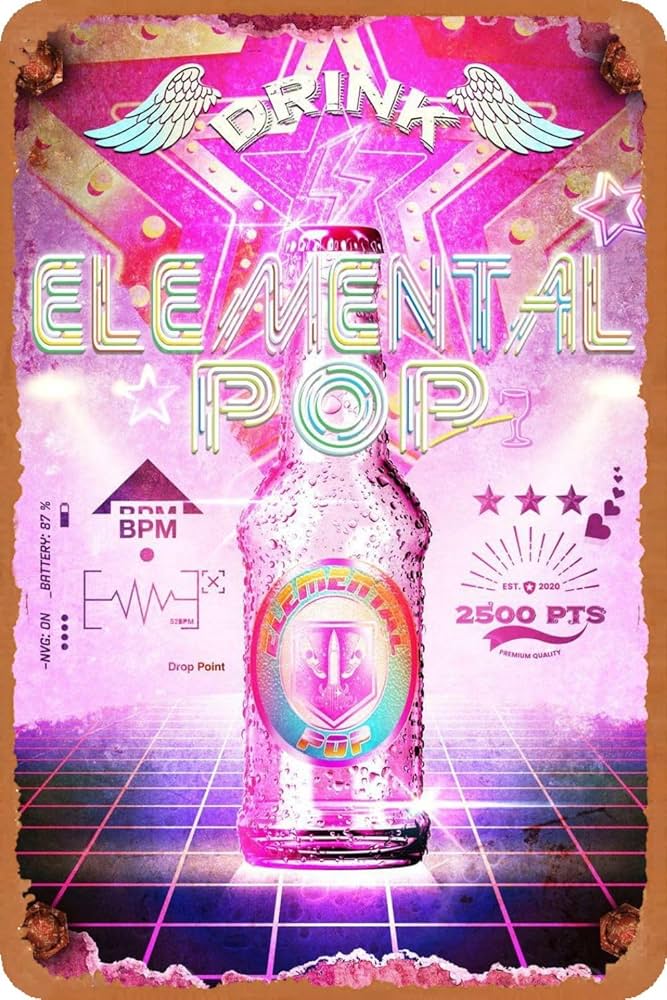 DRINK
ELEMENTAL
POP
BPM
BPM
_BATTERY: 87 %
-NVG: ON
52BPM
Drop Point
EST. 2020
2500 PTS
PREMIUM QUALITY
ELEMENTAL
POP